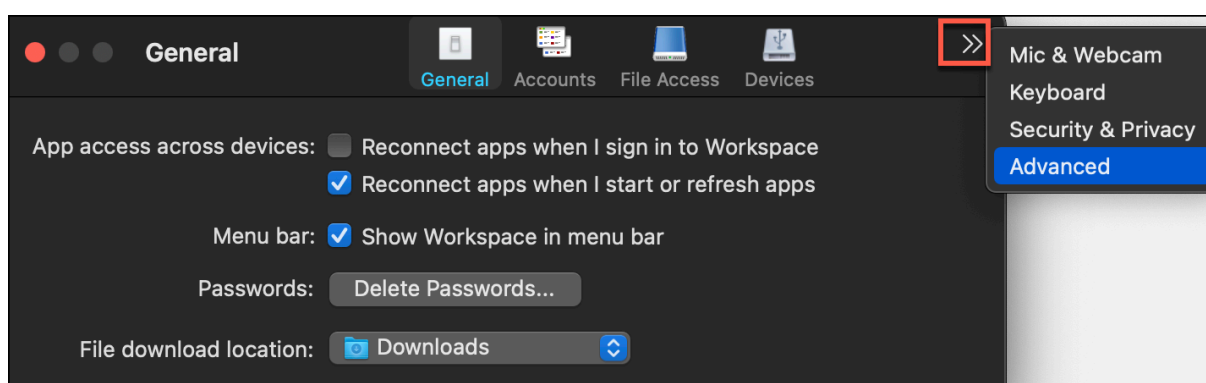 General
General
Accounts
File Access
Devices
Mic & Webcam
Keyboard
Security & Privacy
Advanced
App access across devices: Reconnect apps when I sign in to Workspace
Reconnect apps when I start or refresh apps
Menu bar: Show Workspace in menu bar
Passwords: Delete Passwords...
File download location: Downloads